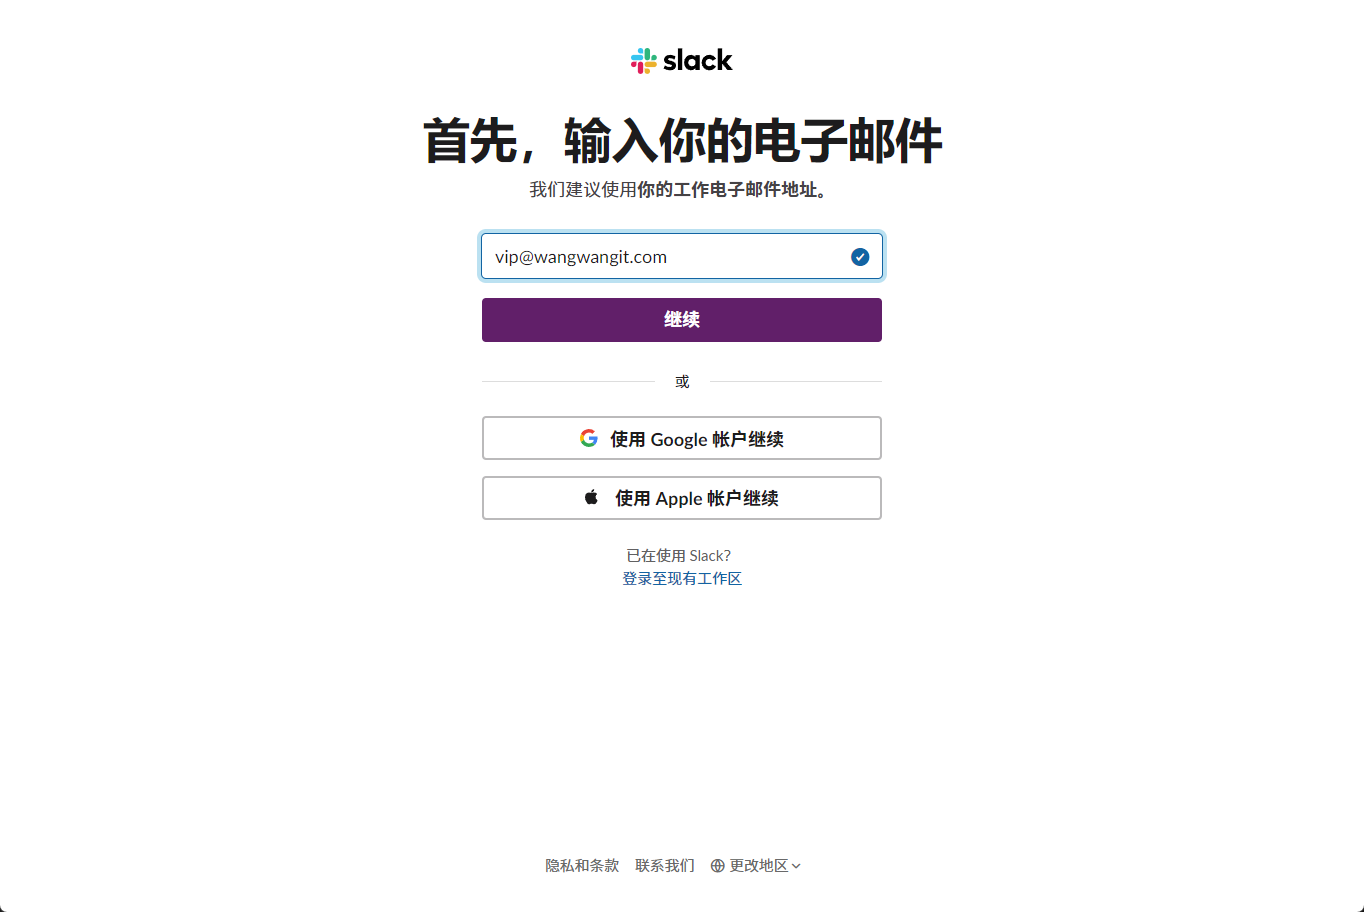 slack
首先，输入你的电子邮件
我们建议使用你的工作电子邮件地址。
vip@wangwangit.com
继续
或
使用 Google 帐户继续
使用 Apple 帐户继续
已在使用 Slack？
登录至现有工作区
隐私和条款 联系我们 更改地区